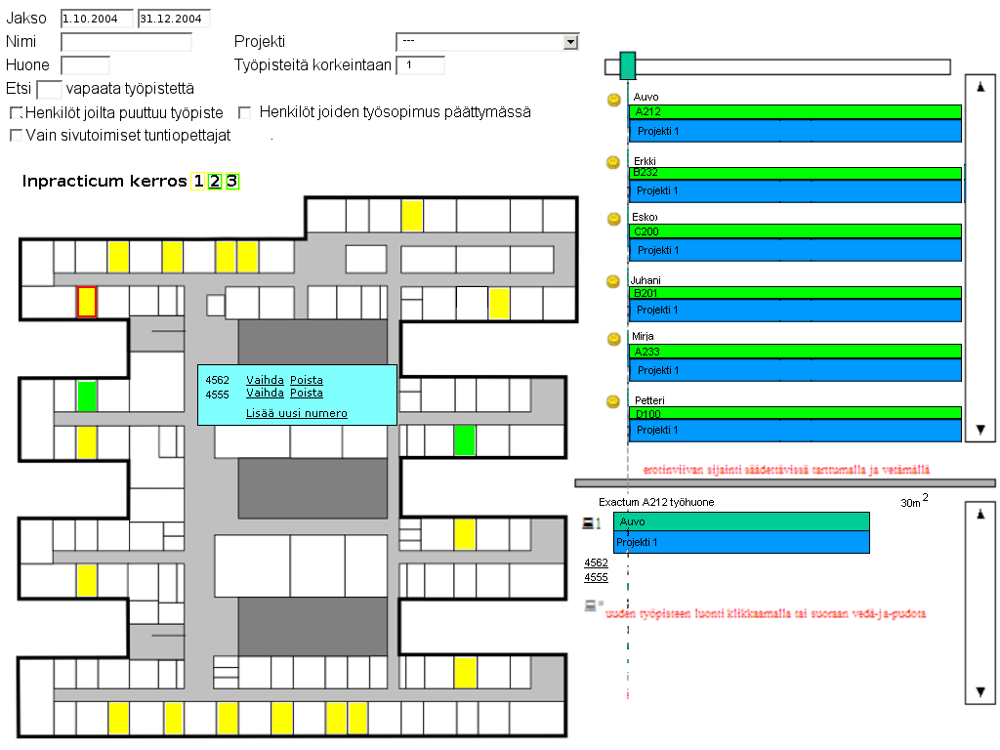 Jakso 1.10.2004 31.12.2004
Nimi Projekti ---
Huone Työpisteitä korkeintaan 1
Etsi vapaata työpistettä
Henkilöt joilta puuttuu työpiste Henkilöt joiden työsopimus päättymässä
Vain sivutoimiset tuntiopettajat .
Inpracticum kerros 1 2 3
4562 Vaihda Poista
4555 Vaihda Poista
Lisää uusi numero
Auvo
A212
Projekti 1
Erkki
B232
Projekti 1
Esko
C200
Projekti 1
Juhani
B201
Projekti 1
Mirja
A233
Projekti 1
Petteri
D100
Projekti 1
erotinviivan sijainti säädettävissä tarttumalla ja vetämällä
Exactum A212 työhuone 30m2
1 Auvo
Projekti 1
4562
4555
* uuden työpisteen luonti klikkaamalla tai suoraan vedä-ja-pudota